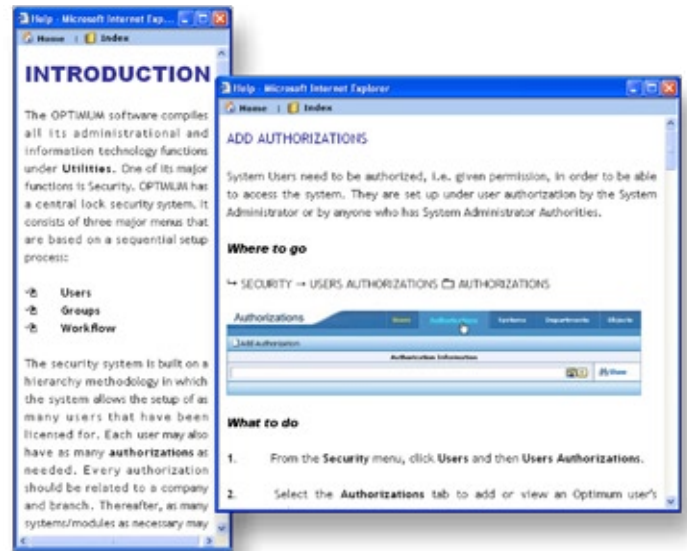 Help - Microsoft Internet Exp...
Home | Index
INTRODUCTION
The OPTIMUM software compiles
all its administrational and
information technology functions
under Utilities. One of its major
functions is Security. OPTIMUM has
a central lock security system. It
consists of three major menus that
are based on a sequential setup
process:
Users
Groups
Workflow
The security system is built on a
hierarchy methodology in which
the system allows the setup of as
many users that have been
licensed for. Each user may also
have as many authorizations as
needed. Every authorization
should be related to a company
and branch. Thereafter, as many
systems/modules as necessary may
Help - Microsoft Internet Explorer
Home | Index
ADD AUTHORIZATIONS
System Users need to be authorized, i.e. given permission, in order to be able
to access the system. They are set up under user authorization by the System
Administrator or by anyone who has System Administrator Authorities.
Where to go
↪ SECURITY → USERS AUTHORIZATIONS AUTHORIZATIONS
Authorizations Users Authorizations Systems Departments Objects
Add Authorization
Authorization Information
Show
What to do
1. From the Security menu, click Users and then Users Authorizations.
2. Select the Authorizations tab to add or view an Optimum user's